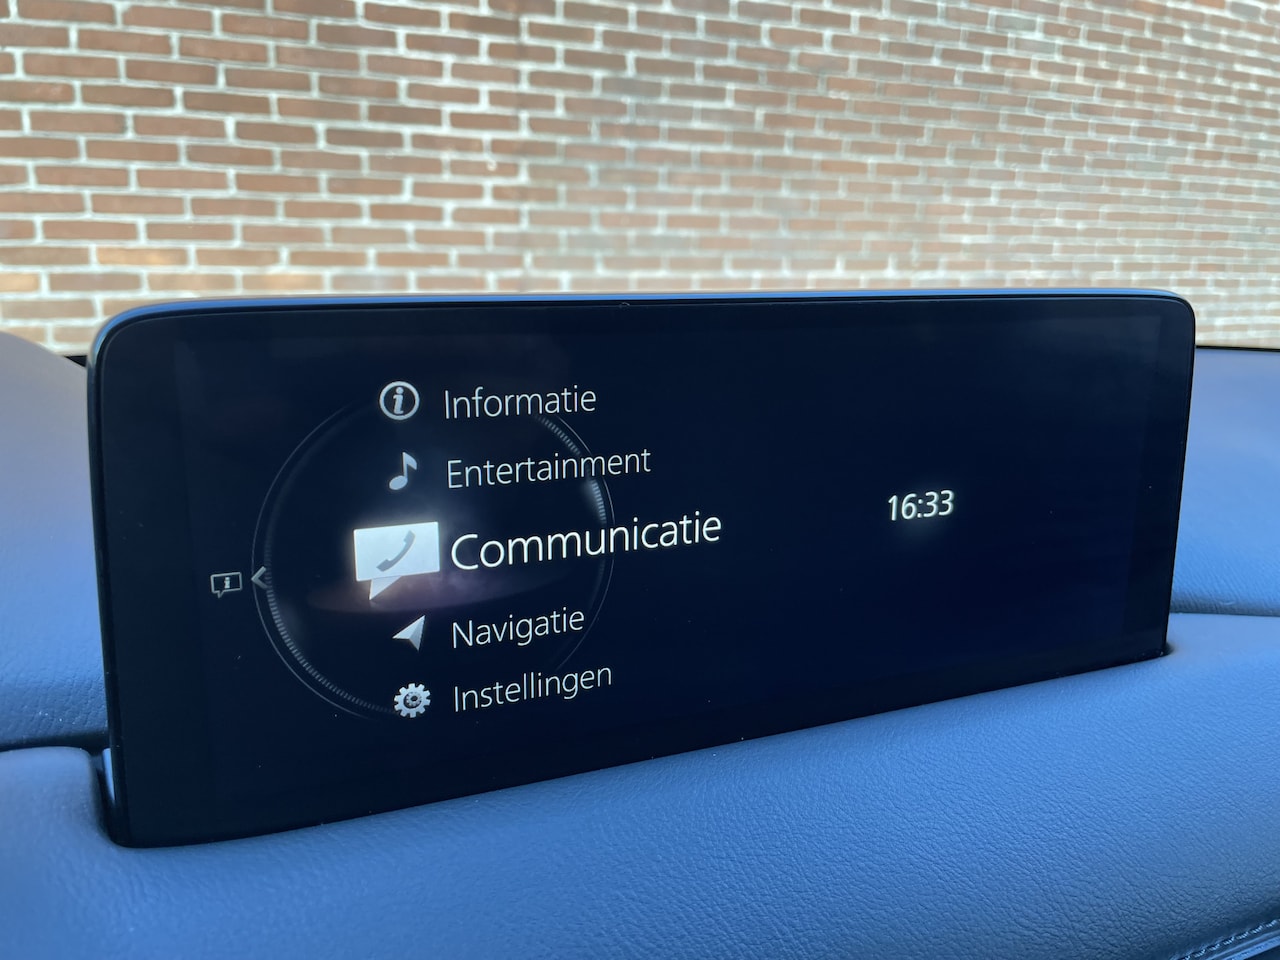 Informatie
Entertainment
Communicatie
16:33
Navigatie
Instellingen